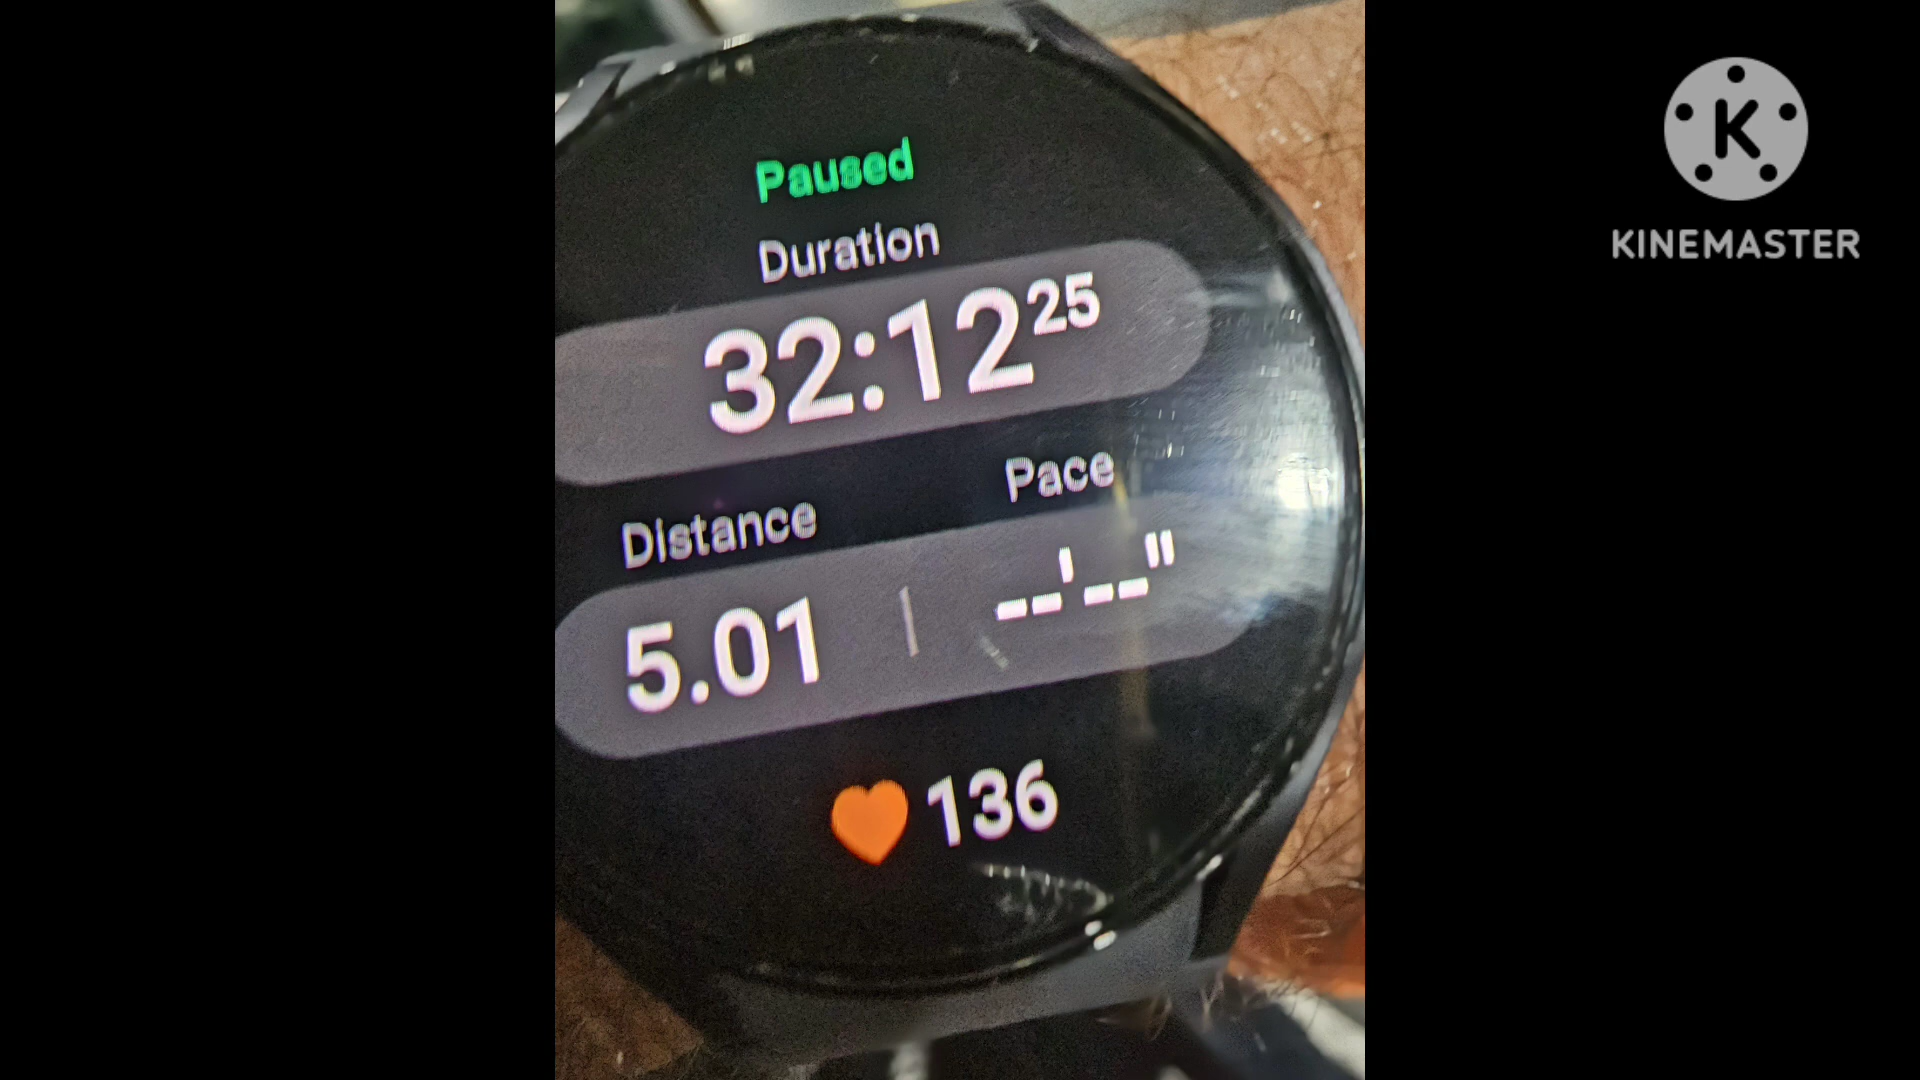 Paused
Duration
32:12 25
Distance
Pace
5.01
--'--"
136
K
KINEMASTER